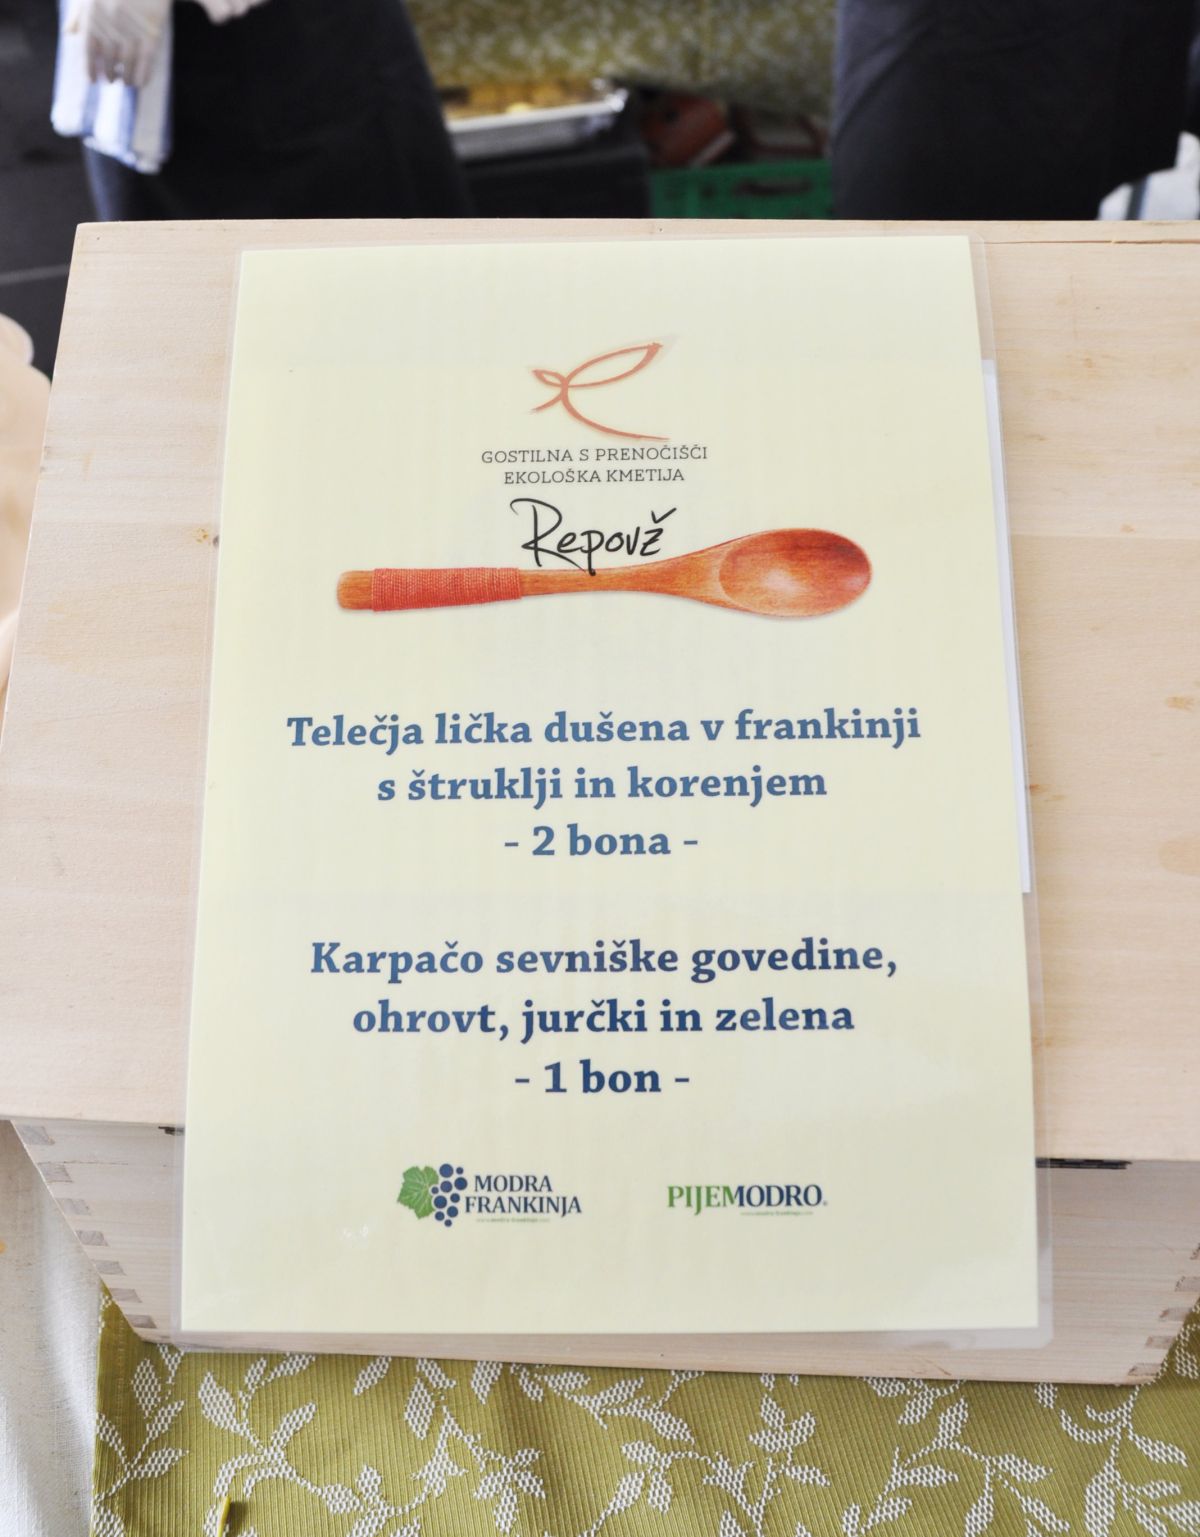 GOSTILNA S PRENOČIŠČI
EKOLOŠKA KMETIJA
Repovž
Telečja lička dušena v frankinji
s štruklji in korenjem
- 2 bona -
Karpačo sevniške govedine,
ohrovt, jurčki in zelena
- 1 bon -
MODRA
FRANKINJA
PIJEMODRO®